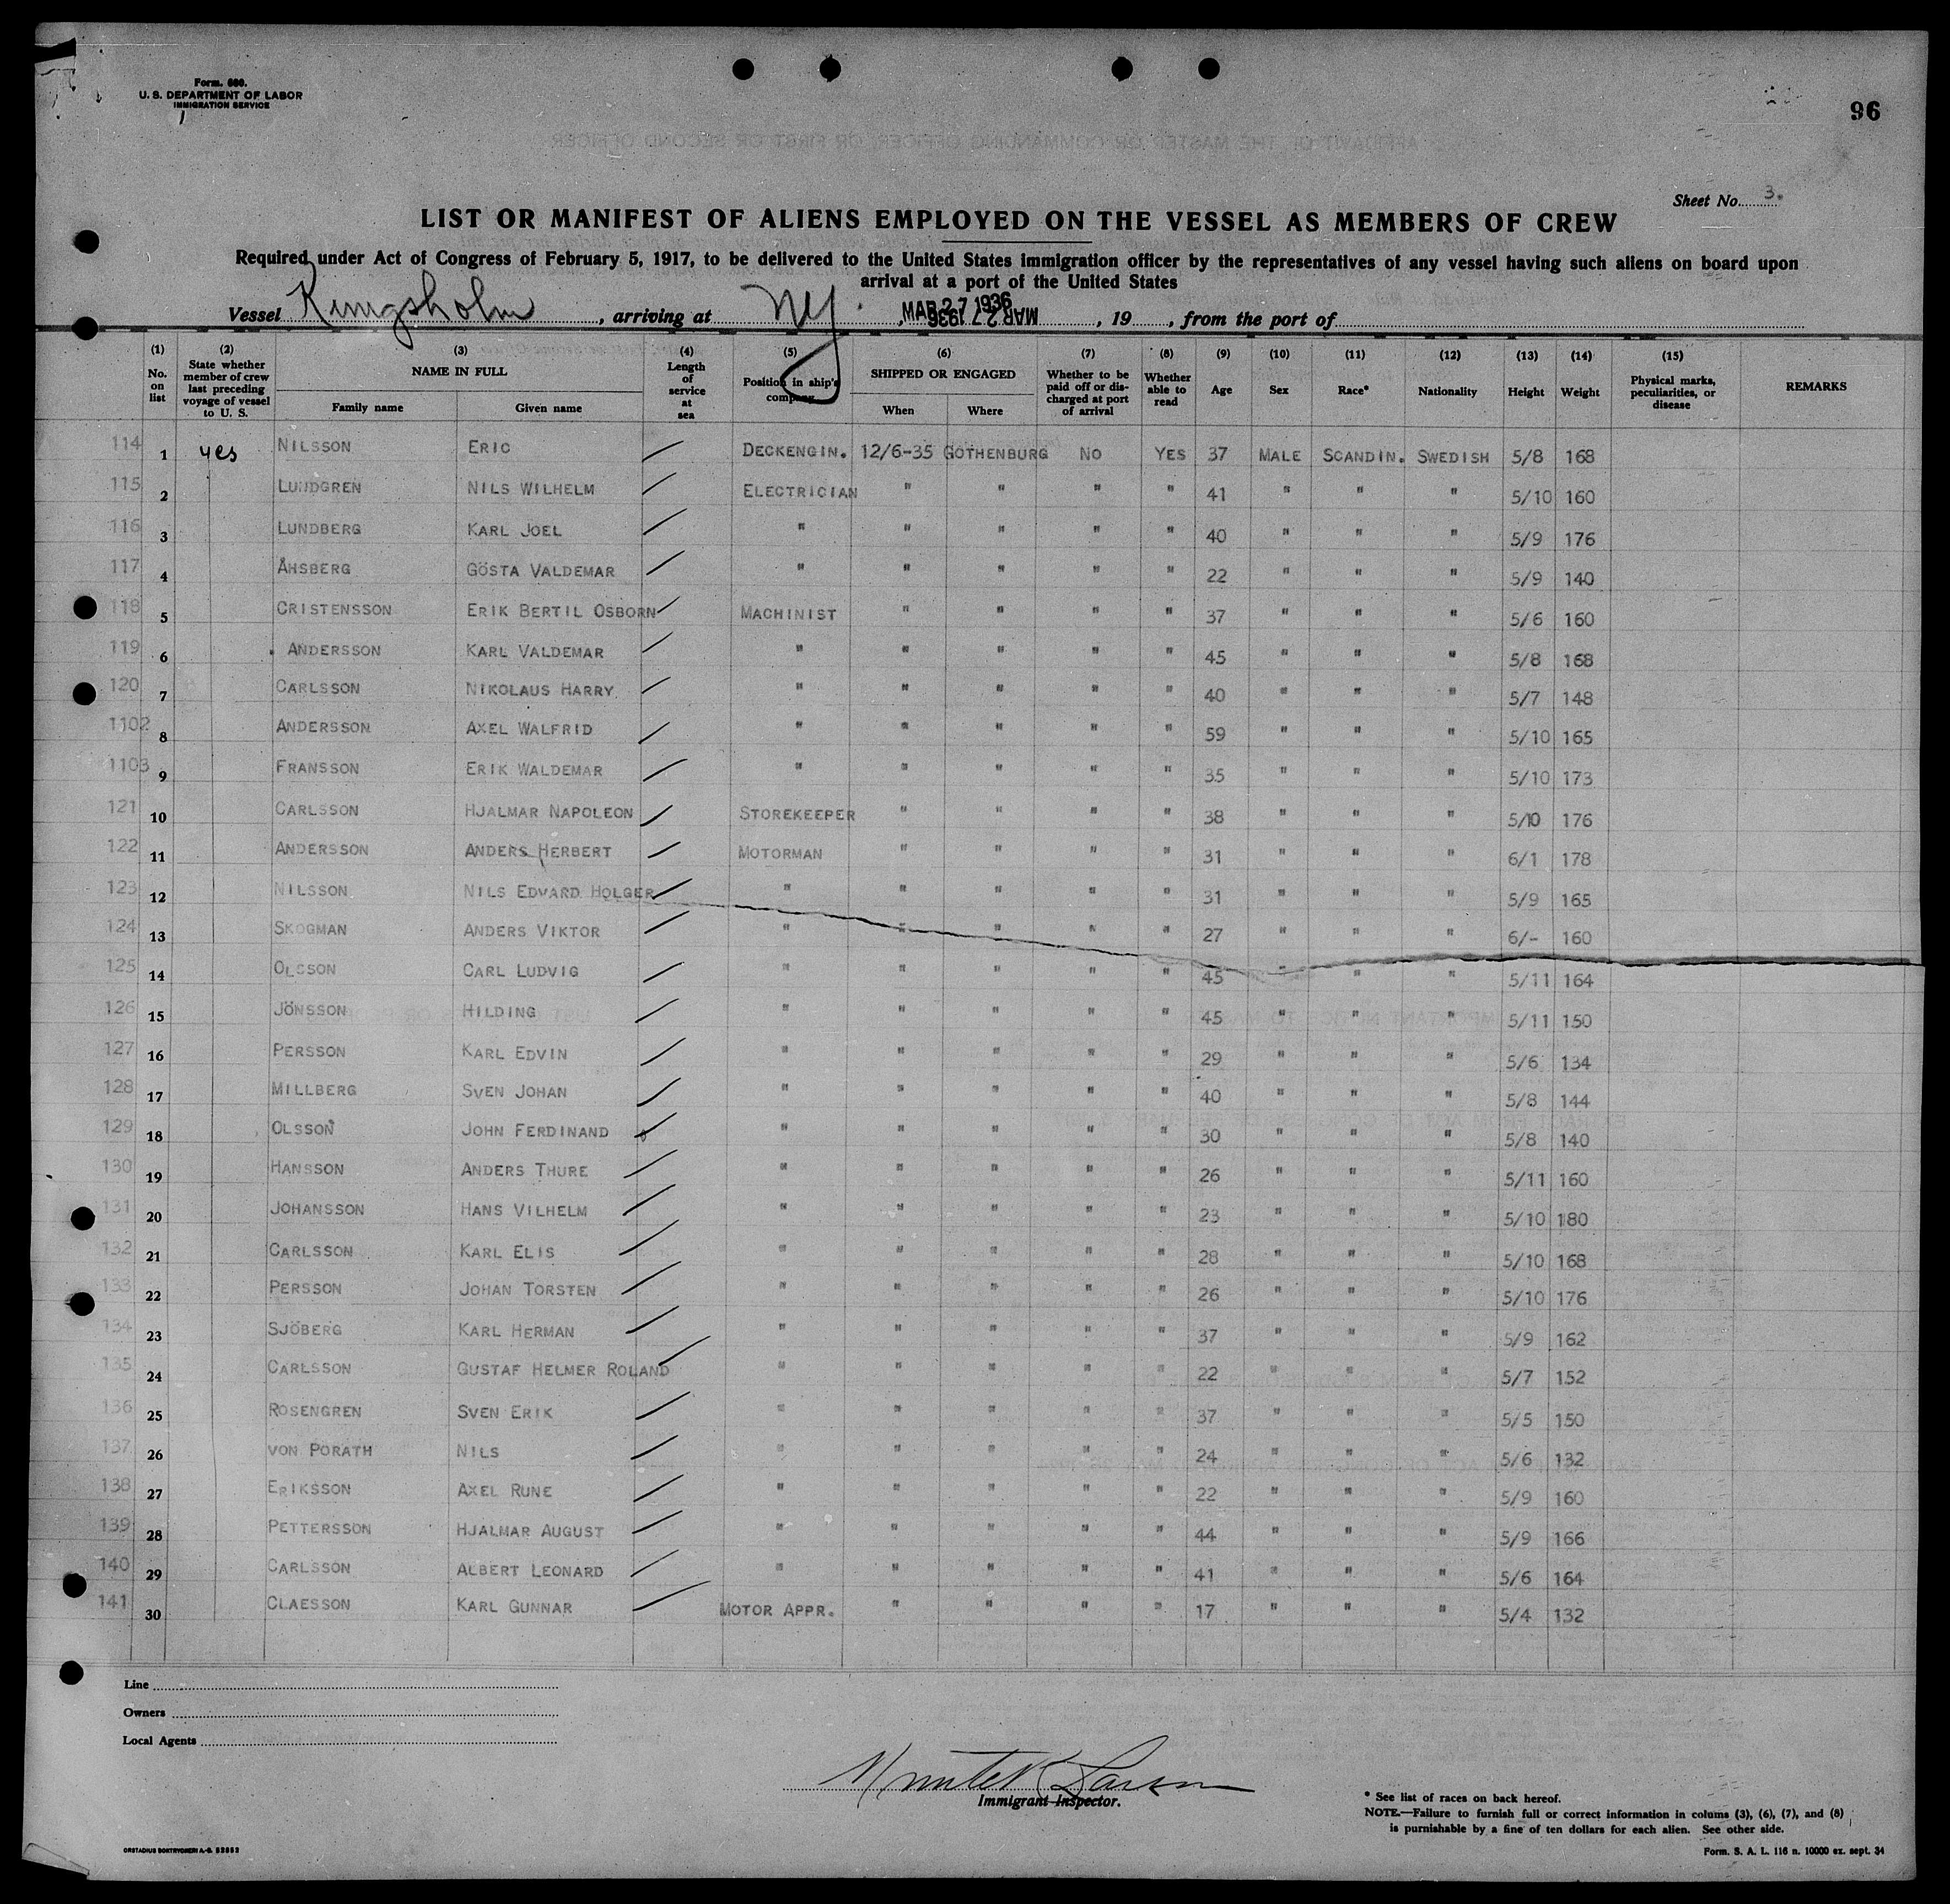 Form. 680.
U. S. DEPARTMENT OF LABOR
IMMIGRATION SERVICE
96
Sheet No. 3.
LIST OR MANIFEST OF ALIENS EMPLOYED ON THE VESSEL AS MEMBERS OF CREW
Required under Act of Congress of February 5, 1917, to be delivered to the United States immigration officer by the representatives of any vessel having such aliens on board upon
arrival at a port of the United States
Vessel Kungsholm, arriving at NY. MAR 27 1936, 19, from the port of
(1) No. on list (2) State whether member of crew last preceding voyage of vessel to U. S. (3) NAME IN FULL Family name Given name (4) Length of service at sea (5) Position in ship's company (6) SHIPPED OR ENGAGED When Where (7) Whether to be paid off or discharged at port of arrival (8) Whether able to read (9) Age (10) Sex (11) Race* (12) Nationality (13) Height (14) Weight (15) Physical marks, peculiarities, or disease REMARKS
114 1 yes NILSSON ERIC DECKENGIN. 12/6-35 GOTHENBURG NO YES 37 MALE SCANDIN. SWEDISH 5/8 168
115 2 LUNDGREN NILS WILHELM ELECTRICIAN " " " " 41 " " " 5/10 160
116 3 LUNDBERG KARL JOEL " " " " " 40 " " " 5/9 176
117 4 ÅHSBERG GÖSTA VALDEMAR " " " " " 22 " " " 5/9 140
118 5 CRISTENSSON ERIK BERTIL OSBORN MACHINIST " " " " 37 " " " 5/6 160
119 6 ANDERSSON KARL VALDEMAR " " " " " 45 " " " 5/8 168
120 7 CARLSSON NIKOLAUS HARRY " " " " " 40 " " " 5/7 148
1102 8 ANDERSSON AXEL WALFRID " " " " " 59 " " " 5/10 165
1103 9 FRANSSON ERIK WALDEMAR " " " " " 35 " " " 5/10 173
121 10 CARLSSON HJALMAR NAPOLEON STOREKEEPER " " " " 38 " " " 5/10 176
122 11 ANDERSSON ANDERS HERBERT MOTORMAN " " " " 31 " " " 6/1 178
123 12 NILSSON NILS EDVARD HOLGER " " " " " 31 " " " 5/9 165
124 13 SKOGMAN ANDERS VIKTOR " " " " " 27 " " " 6/- 160
125 14 OLSSON CARL LUDVIG " " " " " 45 " " " 5/11 164
126 15 JÖNSSON HILDING " " " " " 45 " " " 5/11 150
127 16 PERSSON KARL EDVIN " " " " " 29 " " " 5/6 134
128 17 MILLBERG SVEN JOHAN " " " " " 40 " " " 5/8 144
129 18 OLSSON JOHN FERDINAND " " " " " 30 " " " 5/8 140
130 19 HANSSON ANDERS THURE " " " " " 26 " " " 5/11 160
131 20 JOHANSSON HANS VILHELM " " " " " 23 " " " 5/10 180
132 21 CARLSSON KARL ELIS " " " " " 28 " " " 5/10 168
133 22 PERSSON JOHAN TORSTEN " " " " " 26 " " " 5/10 176
134 23 SJÖBERG KARL HERMAN " " " " " 37 " " " 5/9 162
135 24 CARLSSON GUSTAF HELMER ROLAND " " " " " 22 " " " 5/7 152
136 25 ROSENGREN SVEN ERIK " " " " " 37 " " " 5/5 150
137 26 VON PORATH NILS " " " " " 24 " " " 5/6 132
138 27 ERIKSSON AXEL RUNE " " " " " 22 " " " 5/9 160
139 28 PETTERSSON HJALMAR AUGUST " " " " " 44 " " " 5/9 166
140 29 CARLSSON ALBERT LEONARD " " " " " 41 " " " 5/6 164
141 30 CLAESSON KARL GUNNAR MOTOR APPR. " " " " 17 " " " 5/4 132
Line
Owners
Local Agents
Immigrant Inspector.
* See list of races on back hereof.
NOTE.—Failure to furnish full or correct information in colums (3), (6), (7), and (8)
is punishable by a fine of ten dollars for each alien. See other side.
Form. S. A. L. 116 n. 10000 ex. sept. 34